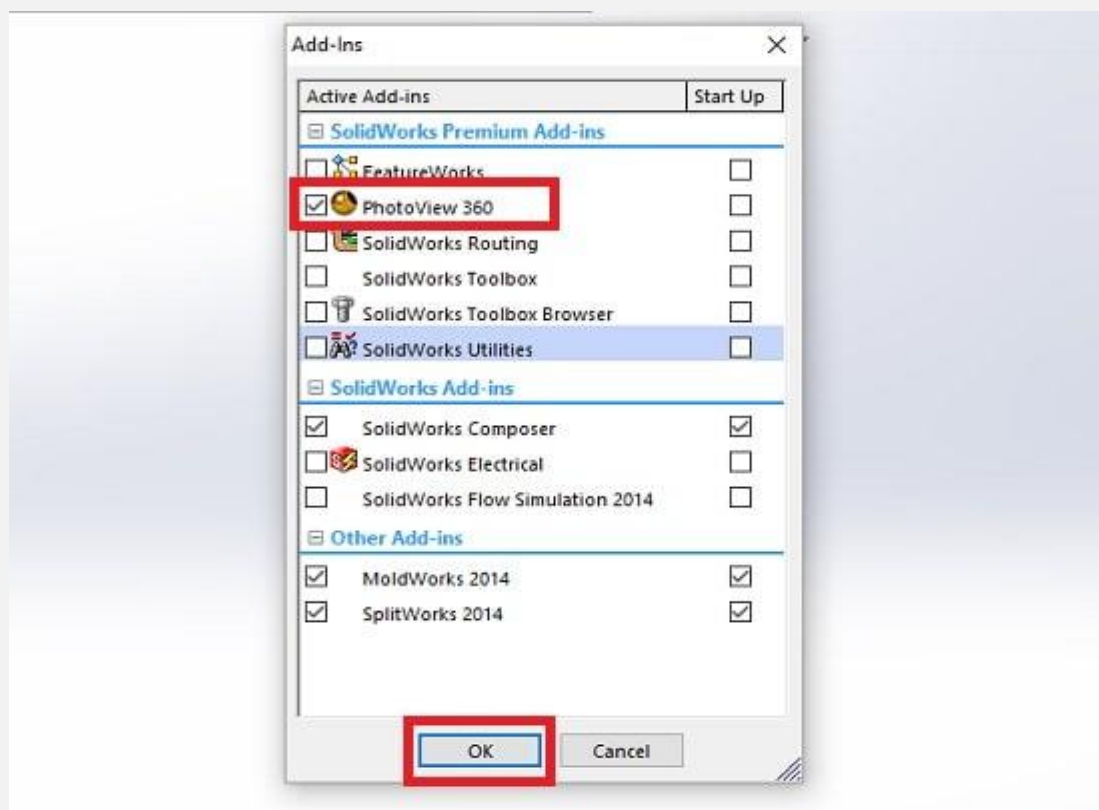 Add-Ins
Active Add-ins Start Up
SolidWorks Premium Add-ins
FeatureWorks
PhotoView 360
SolidWorks Routing
SolidWorks Toolbox
SolidWorks Toolbox Browser
SolidWorks Utilities
SolidWorks Add-ins
SolidWorks Composer
SolidWorks Electrical
SolidWorks Flow Simulation 2014
Other Add-ins
MoldWorks 2014
SplitWorks 2014
OK Cancel